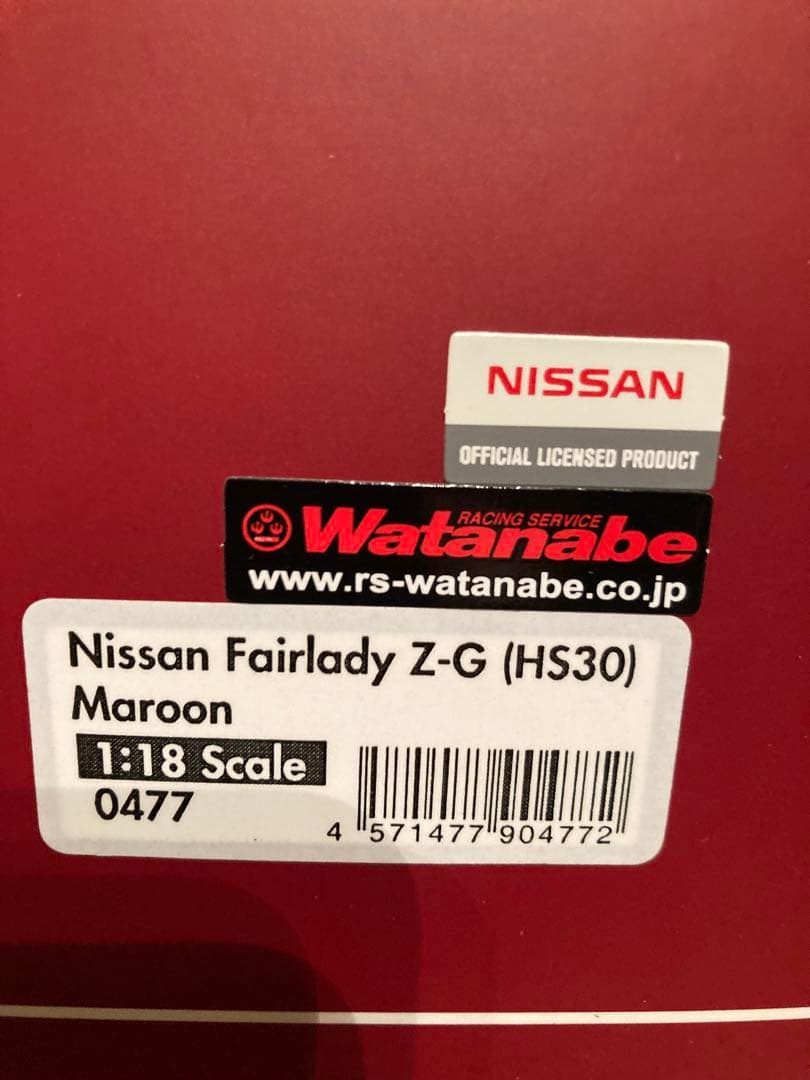 NISSAN
OFFICIAL LICENSED PRODUCT
RACING SERVICE
Watanabe
www.rs-watanabe.co.jp
Nissan Fairlady Z-G (HS30)
Maroon
1:18 Scale
0477
4 571477 904772